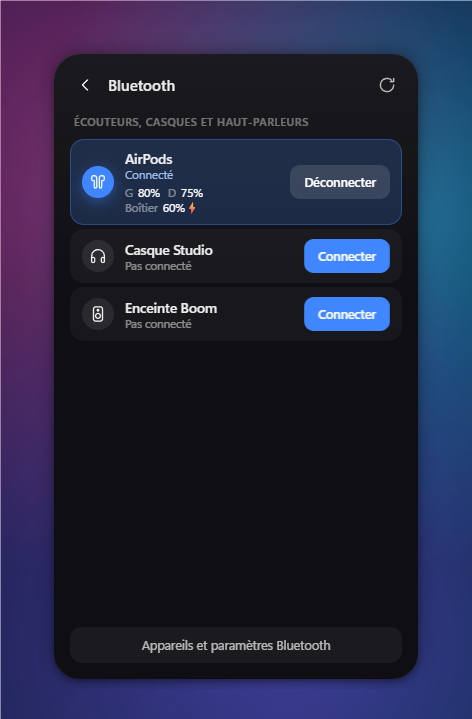 Bluetooth
ÉCOUTEURS, CASQUES ET HAUT-PARLEURS
AirPods
Connecté
G 80% D 75%
Boîtier 60%
Déconnecter
Casque Studio
Pas connecté
Connecter
Enceinte Boom
Pas connecté
Connecter
Appareils et paramètres Bluetooth